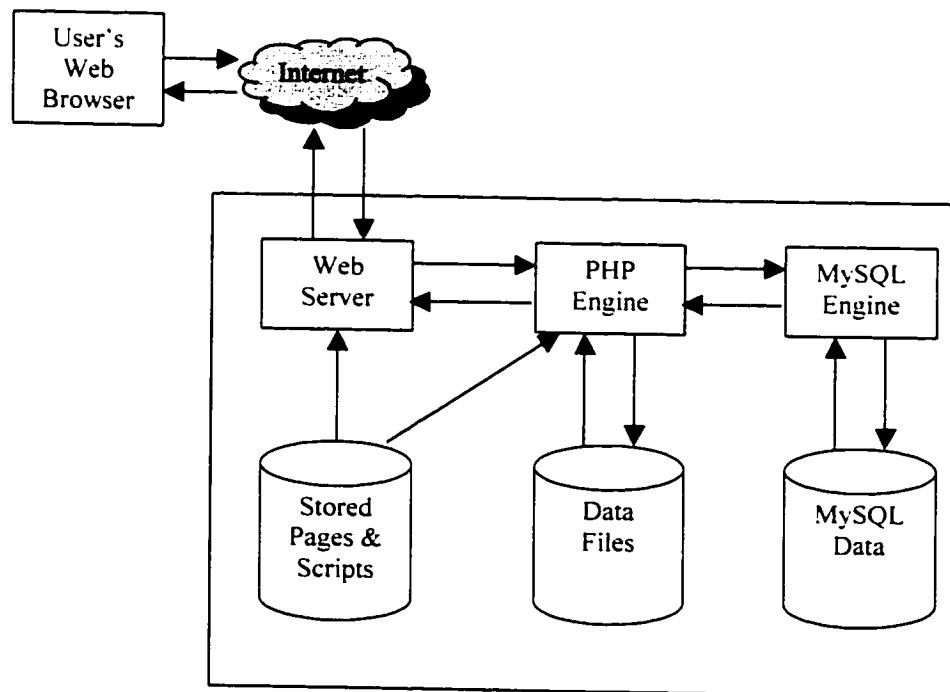 User's
Web
Browser
Internet
Web
Server
PHP
Engine
MySQL
Engine
Stored
Pages &
Scripts
Data
Files
MySQL
Data